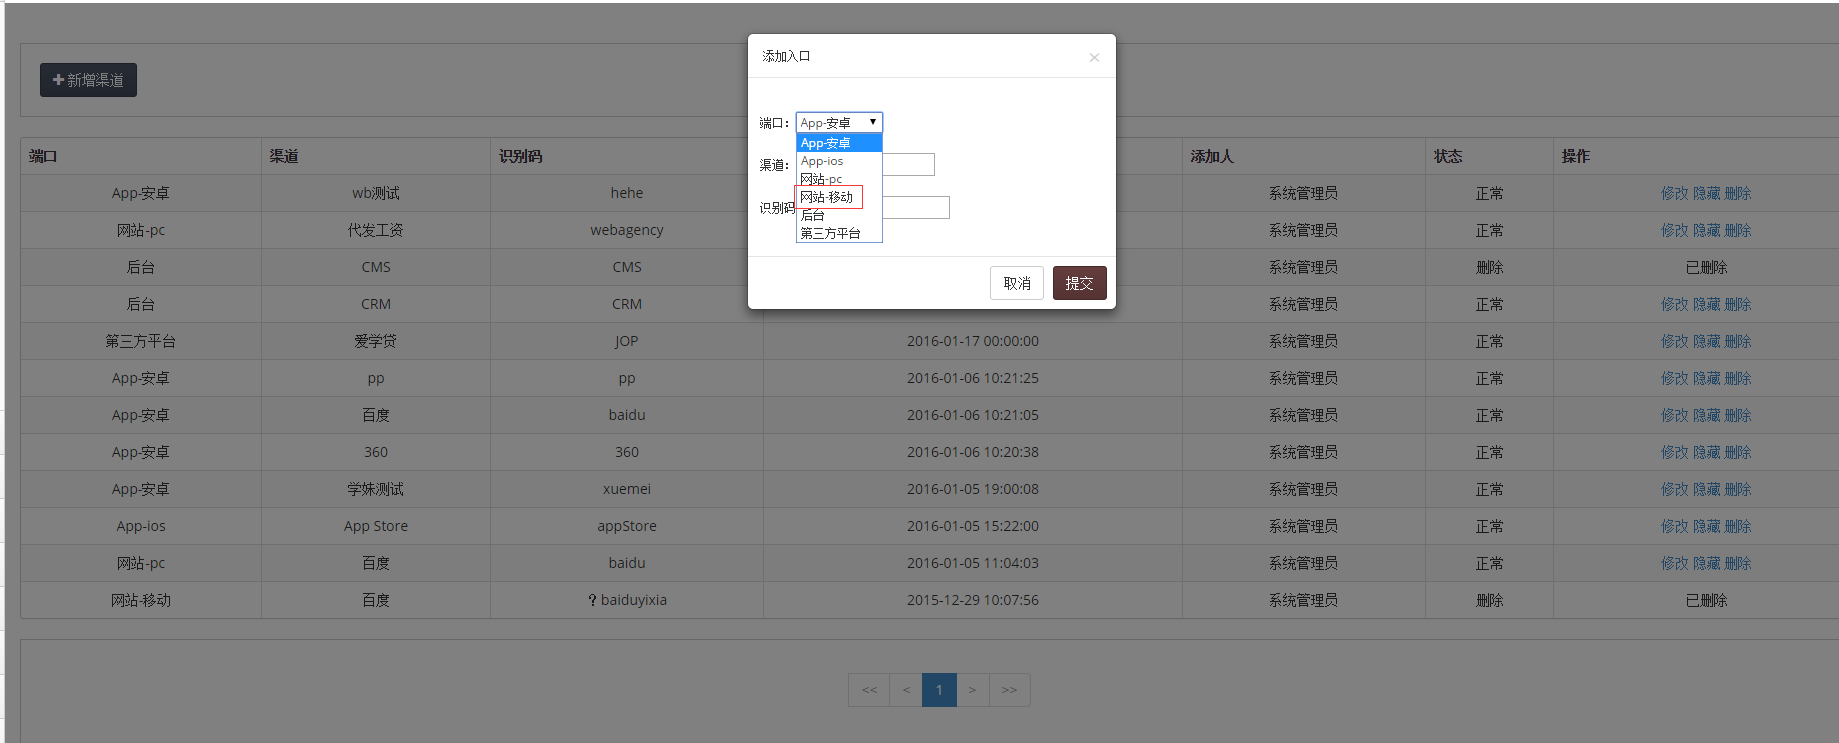 添加入口 ×
+ 新增渠道
端口： App-安卓 ▼
App-安卓
App-ios
网站-pc
网站-移动
后台
第三方平台
渠道：
识别码
取消 提交
端口 渠道 识别码 添加人 状态 操作
App-安卓 wb测试 hehe 系统管理员 正常 修改 隐藏 删除
网站-pc 代发工资 webagency 系统管理员 正常 修改 隐藏 删除
后台 CMS CMS 系统管理员 删除 已删除
后台 CRM CRM 系统管理员 正常 修改 隐藏 删除
第三方平台 爱学贷 JOP 2016-01-17 00:00:00 系统管理员 正常 修改 隐藏 删除
App-安卓 pp pp 2016-01-06 10:21:25 系统管理员 正常 修改 隐藏 删除
App-安卓 百度 baidu 2016-01-06 10:21:05 系统管理员 正常 修改 隐藏 删除
App-安卓 360 360 2016-01-06 10:20:38 系统管理员 正常 修改 隐藏 删除
App-安卓 学妹测试 xuemei 2016-01-05 19:00:08 系统管理员 正常 修改 隐藏 删除
App-ios App Store appStore 2016-01-05 15:22:00 系统管理员 正常 修改 隐藏 删除
网站-pc 百度 baidu 2016-01-05 11:04:03 系统管理员 正常 修改 隐藏 删除
网站-移动 百度 ？baiduyixia 2015-12-29 10:07:56 系统管理员 删除 已删除
<< < 1 > >>